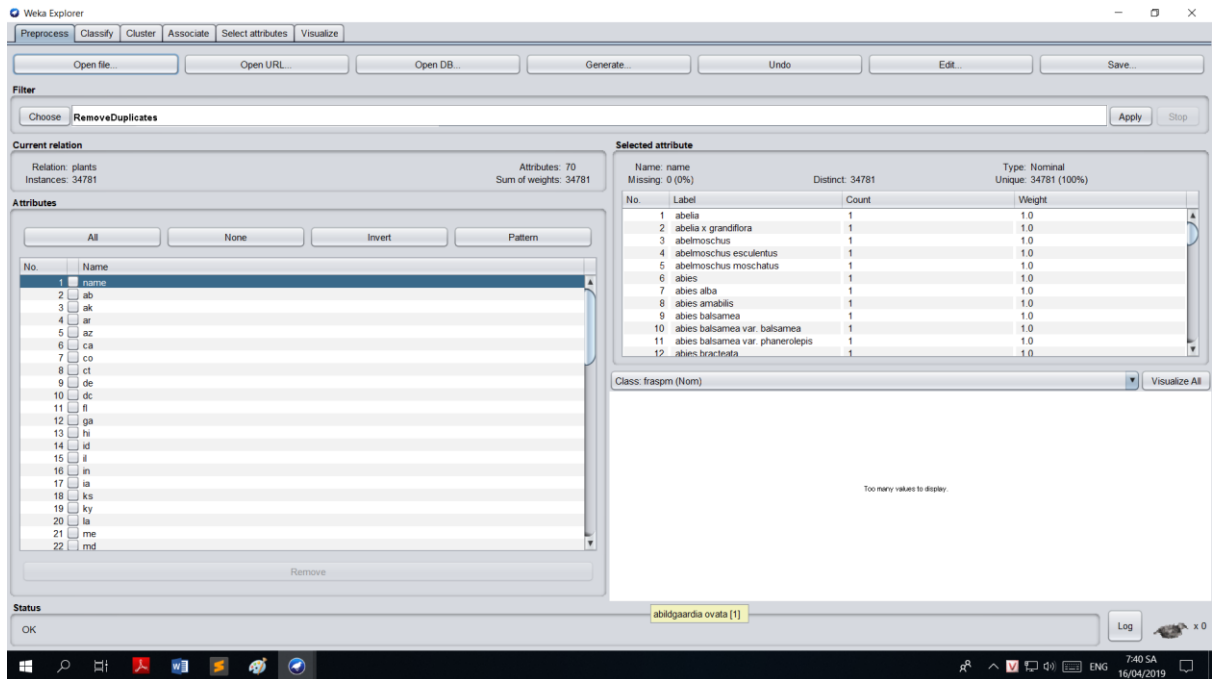 Weka Explorer
Preprocess Classify Cluster Associate Select attributes Visualize
Open file... Open URL... Open DB... Generate... Undo Edit... Save...
Filter
Choose RemoveDuplicates Apply Stop
Current relation
Relation: plants Attributes: 70
Instances: 34781 Sum of weights: 34781
Attributes
All None Invert Pattern
No. Name
1 name
2 ab
3 ak
4 ar
5 az
6 ca
7 co
8 ct
9 de
10 dc
11 fl
12 ga
13 hi
14 id
15 il
16 in
17 ia
18 ks
19 ky
20 la
21 me
22 md
Remove
Selected attribute
Name: name Type: Nominal
Missing: 0 (0%) Distinct: 34781 Unique: 34781 (100%)
No. Label Count Weight
1 abelia 1 1.0
2 abelia x grandiflora 1 1.0
3 abelmoschus 1 1.0
4 abelmoschus esculentus 1 1.0
5 abelmoschus moschatus 1 1.0
6 abies 1 1.0
7 abies alba 1 1.0
8 abies amabilis 1 1.0
9 abies balsamea 1 1.0
10 abies balsamea var. balsamea 1 1.0
11 abies balsamea var. phanerolepis 1 1.0
12 abies bracteata 1 1.0
Class: fraspm (Nom) Visualize All
Too many values to display.
abildgaardia ovata [1]
Status
OK
Log x 0
ENG 7:40 SA
16/04/2019